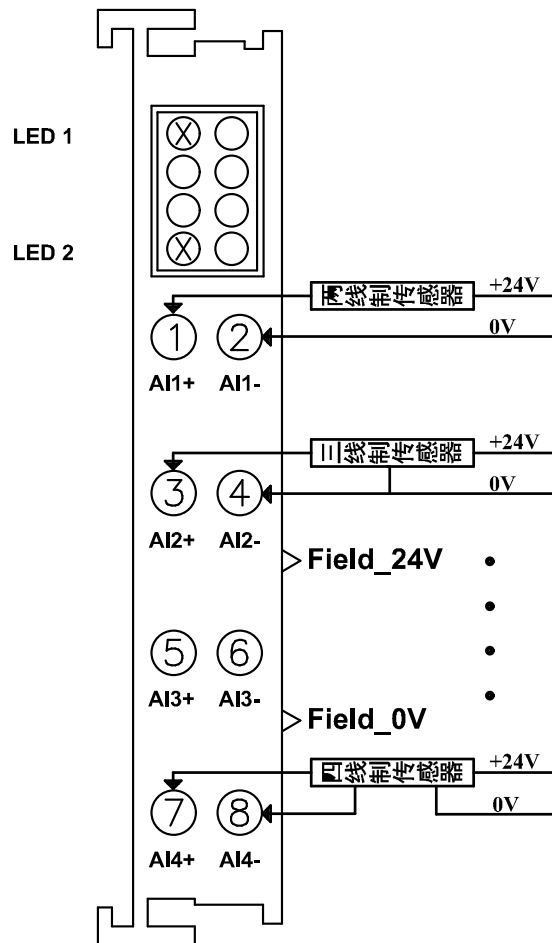 LED 1
LED 2
两线制传感器 +24V
0V
1 2
AI1+ AI1-
三线制传感器 +24V
0V
3 4
AI2+ AI2-
Field_24V
5 6
AI3+ AI3-
Field_0V
四线制传感器 +24V
0V
7 8
AI4+ AI4-